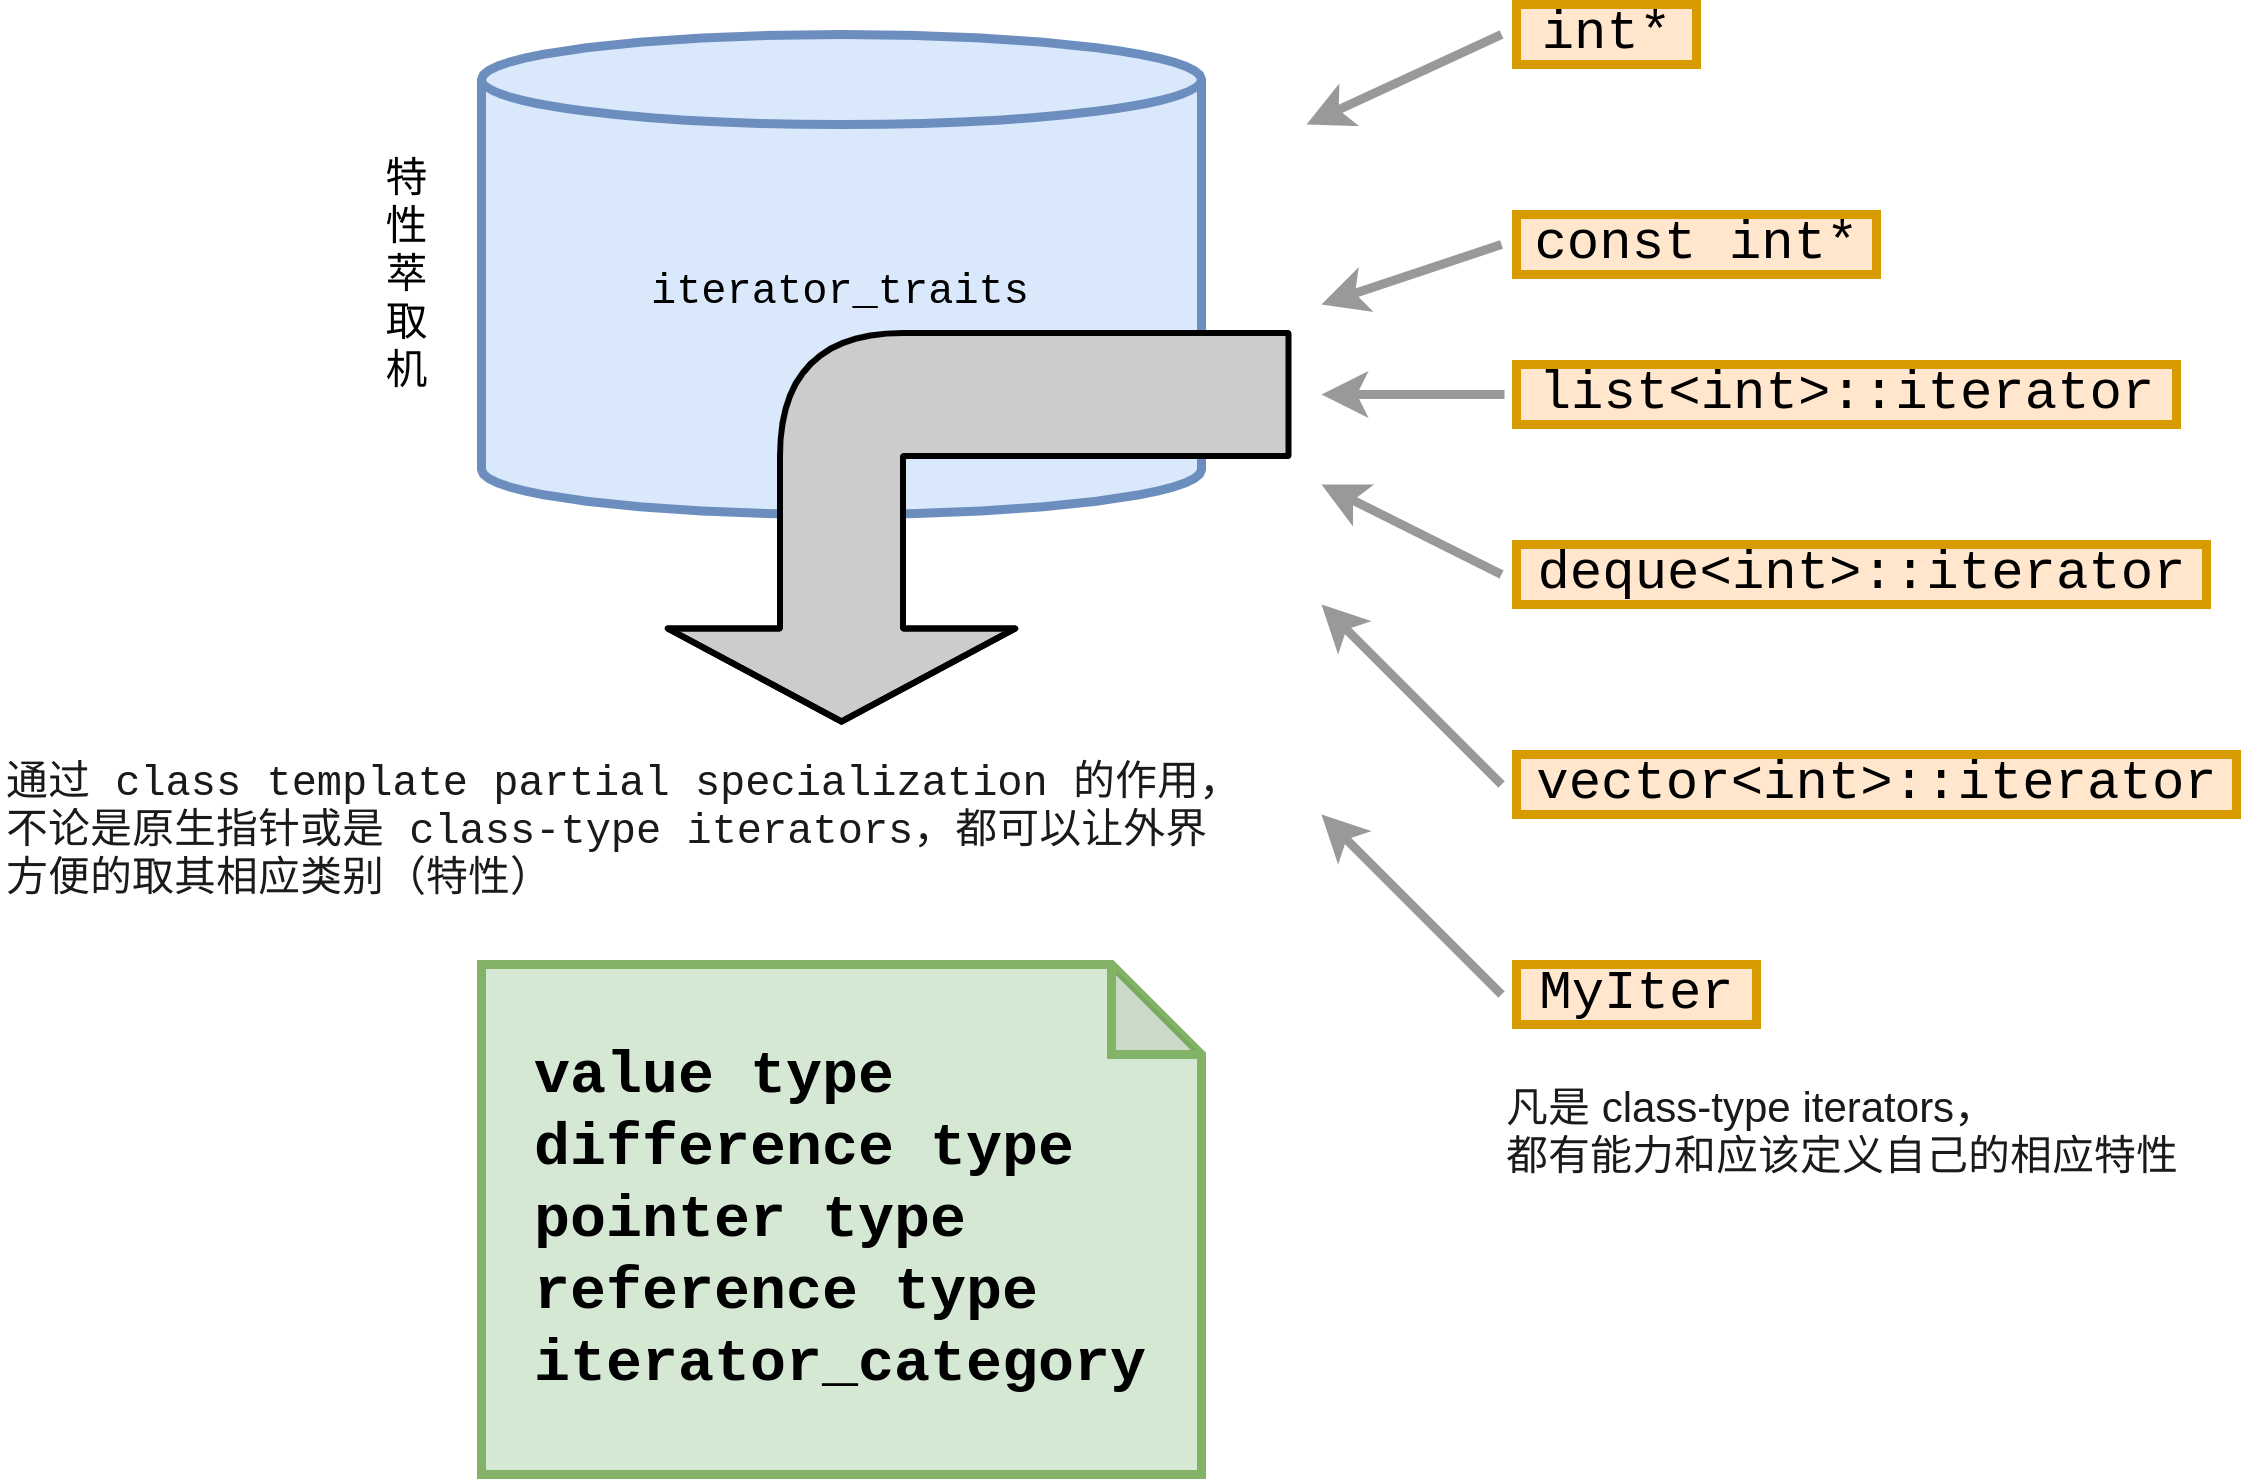 int*
特
性
萃
取
机
const int*
iterator_traits
list<int>::iterator
deque<int>::iterator
通过 class template partial specialization 的作用，
不论是原生指针或是 class-type iterators，都可以让外界
方便的取其相应类别（特性）
vector<int>::iterator
MyIter
value type
difference type
pointer type
reference type
iterator_category
凡是 class-type iterators，
都有能力和应该定义自己的相应特性